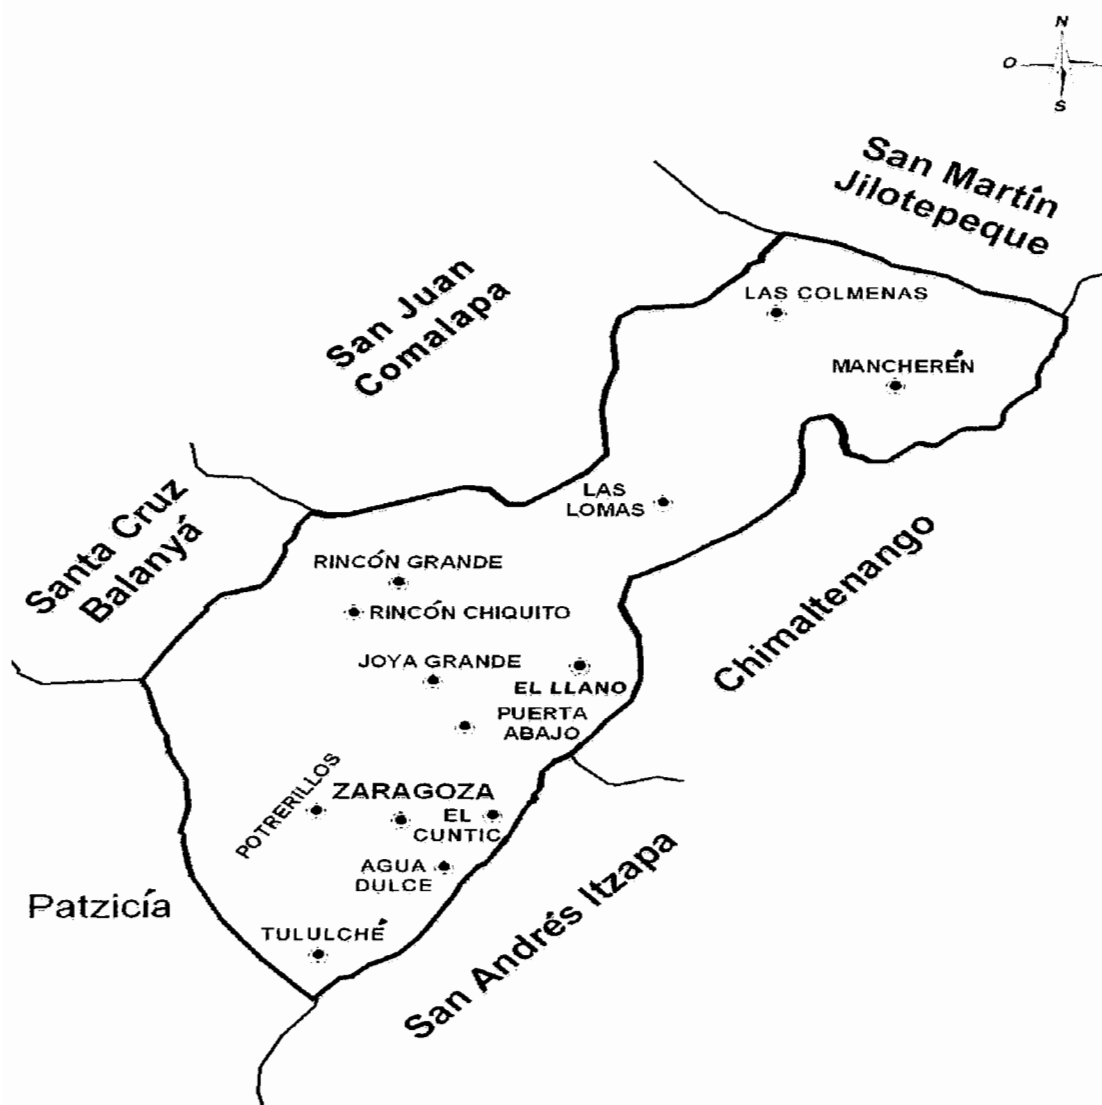 N
O
S
San Martín
Jilotepeque
San Juan
Comalapa
LAS COLMENAS
MANCHERÉN
Santa Cruz
Balanyá
LAS
LOMAS
Chimaltenango
RINCÓN GRANDE
RINCÓN CHIQUITO
JOYA GRANDE
EL LLANO
PUERTA
ABAJO
POTRERILLOS
ZARAGOZA
EL
CUNTIC
AGUA
DULCE
Patzicía
TULULCHÉ
San Andrés Itzapa